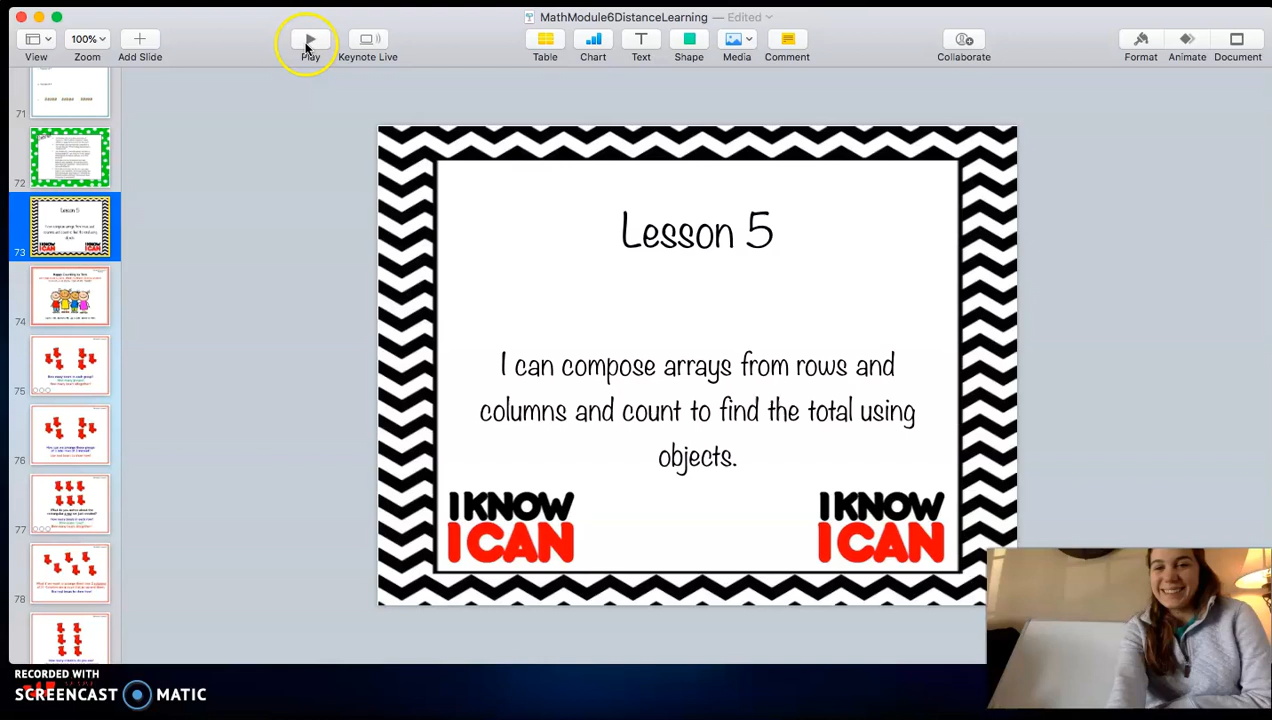 MathModule6DistanceLearning — Edited
100%
View
Zoom
Add Slide
Play
Keynote Live
Table
Chart
Text
Shape
Media
Comment
Collaborate
Format
Animate
Document
71
72
Lesson 5
73
74
75
76
77
78
Lesson 5
I can compose arrays from rows and
columns and count to find the total using
objects.
I KNOW
I CAN
I KNOW
I CAN
RECORDED WITH
SCREENCAST MATIC